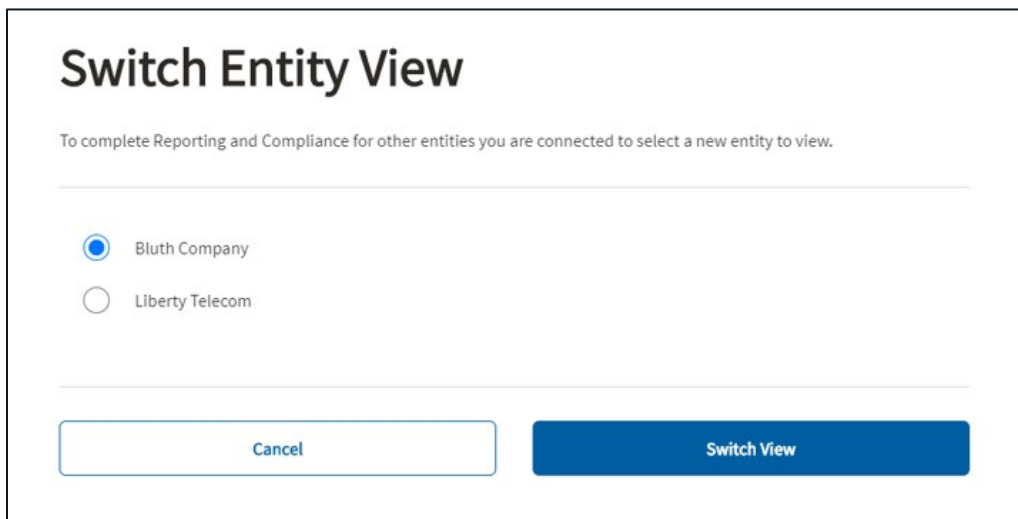 Switch Entity View
To complete Reporting and Compliance for other entities you are connected to select a new entity to view.
Bluth Company
Liberty Telecom
Cancel
Switch View